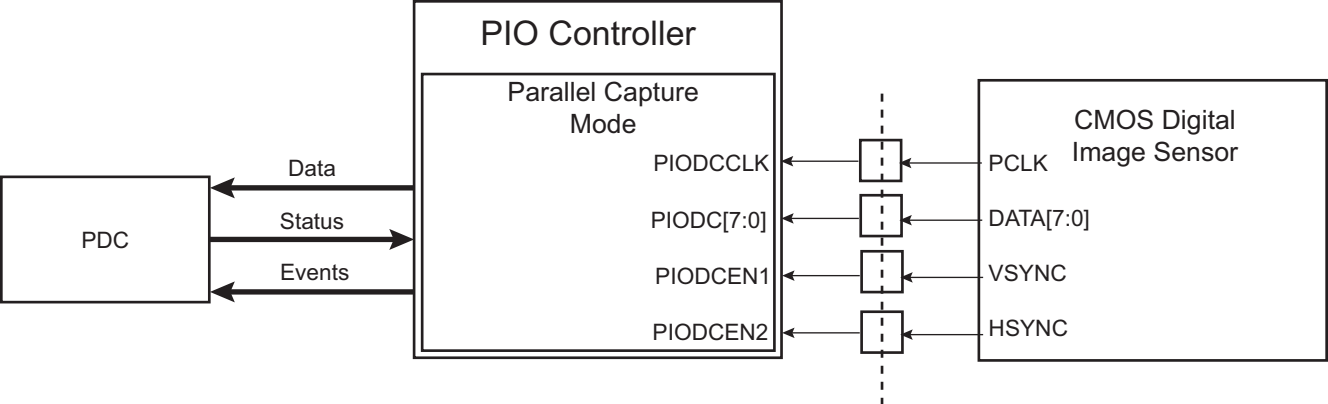 PIO Controller
Parallel Capture
Mode
CMOS Digital
Image Sensor
PIODCCLK
PCLK
Data
PIODC[7:0]
DATA[7:0]
Status
PDC
Events
PIODCEN1
VSYNC
PIODCEN2
HSYNC